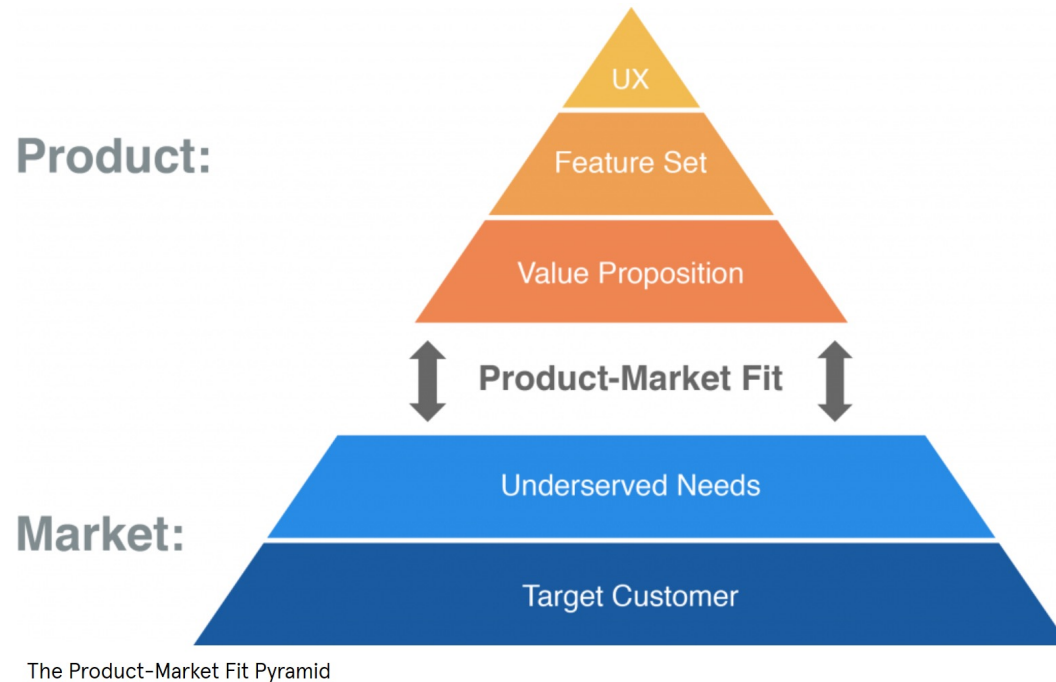 UX
Product:
Feature Set
Value Proposition
Product-Market Fit
Underserved Needs
Market:
Target Customer
The Product-Market Fit Pyramid